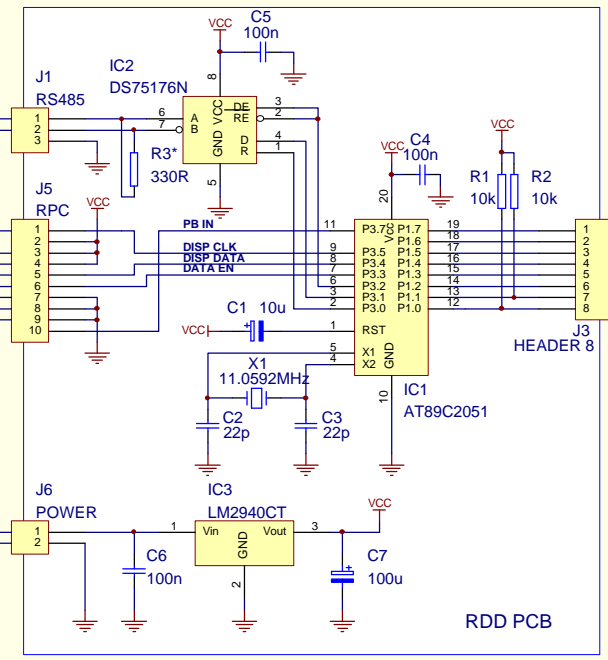 C5
100n
VCC
IC2
DS75176N
8
J1
RS485
1
2
3
6
7
A
B
VCC
GND
DE
RE
D
R
3
2
4
1
5
R3*
330R
C4
100n
VCC
20
VCC
R1
10k
R2
10k
J5
RPC
VCC
1
2
3
4
5
6
7
8
9
10
PB IN
DISP CLK
DISP DATA
DATA EN
11
9
8
7
6
3
2
1
5
4
P3.7
P3.5
P3.4
P3.3
P3.2
P3.1
P3.0
RST
X1
X2
Vcc
GND
P1.7
P1.6
P1.5
P1.4
P1.3
P1.2
P1.1
P1.0
19
18
17
16
15
14
13
12
10
1
2
3
4
5
6
7
8
J3
HEADER 8
IC1
AT89C2051
C1 10u
VCC
X1
11.0592MHz
C2
22p
C3
22p
J6
POWER
1
2
IC3
LM2940CT
1
Vin
Vout
GND
3
2
VCC
C6
100n
C7
100u
RDD PCB